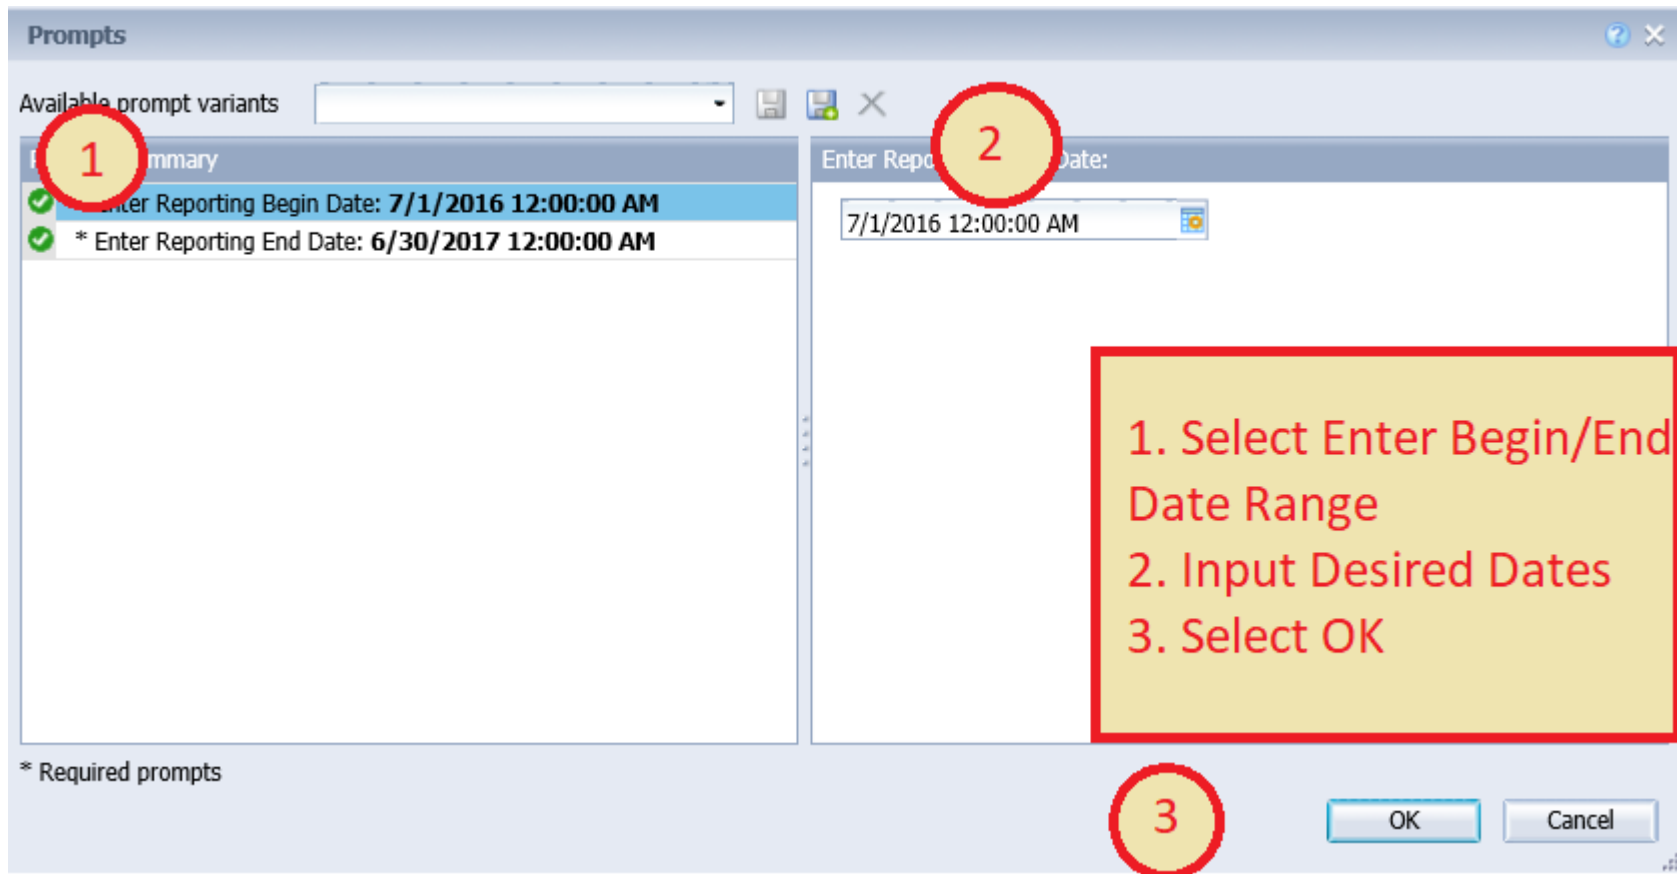 Prompts
Available prompt variants
1
mmary
2
Enter Repo Date:
Enter Reporting Begin Date: 7/1/2016 12:00:00 AM
* Enter Reporting End Date: 6/30/2017 12:00:00 AM
7/1/2016 12:00:00 AM
1. Select Enter Begin/End
Date Range
2. Input Desired Dates
3. Select OK
* Required prompts
3
OK
Cancel